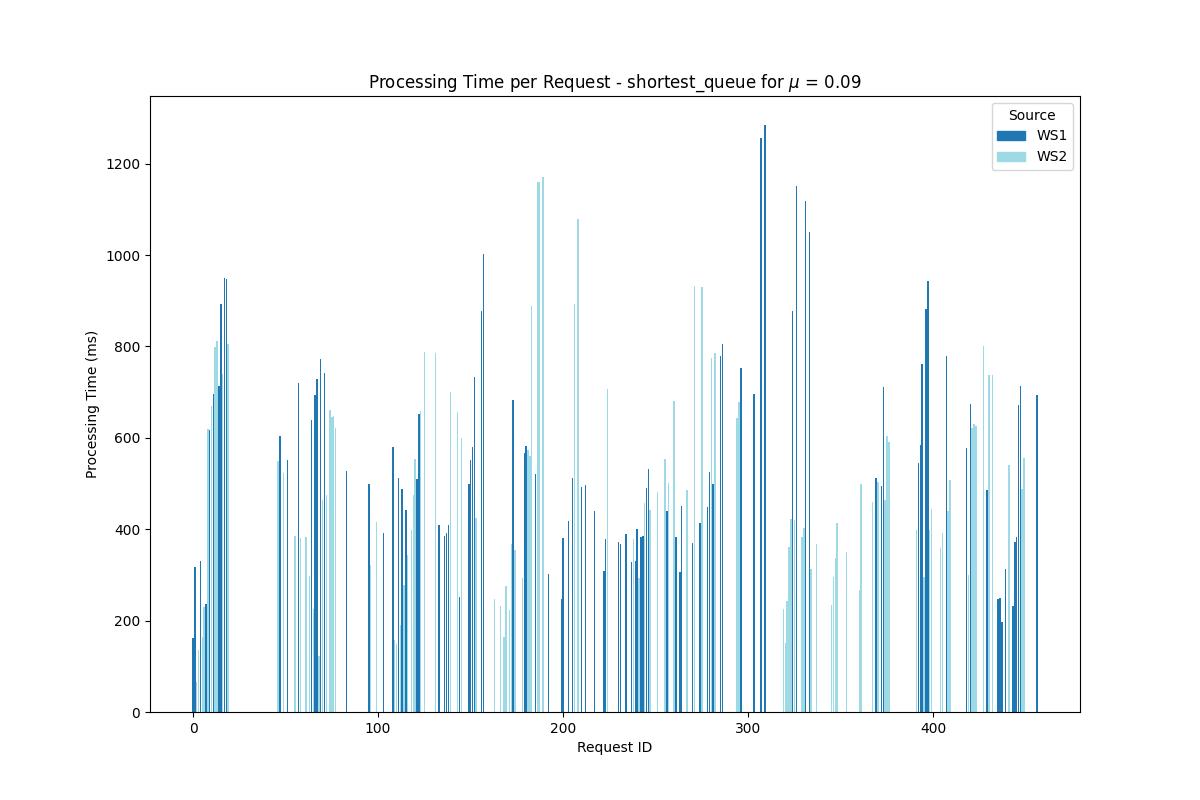 Processing Time per Request - shortest_queue for μ = 0.09
Source
WS1
WS2
1200
1000
800
600
400
200
0
Processing Time (ms)
0 100 200 300 400
Request ID